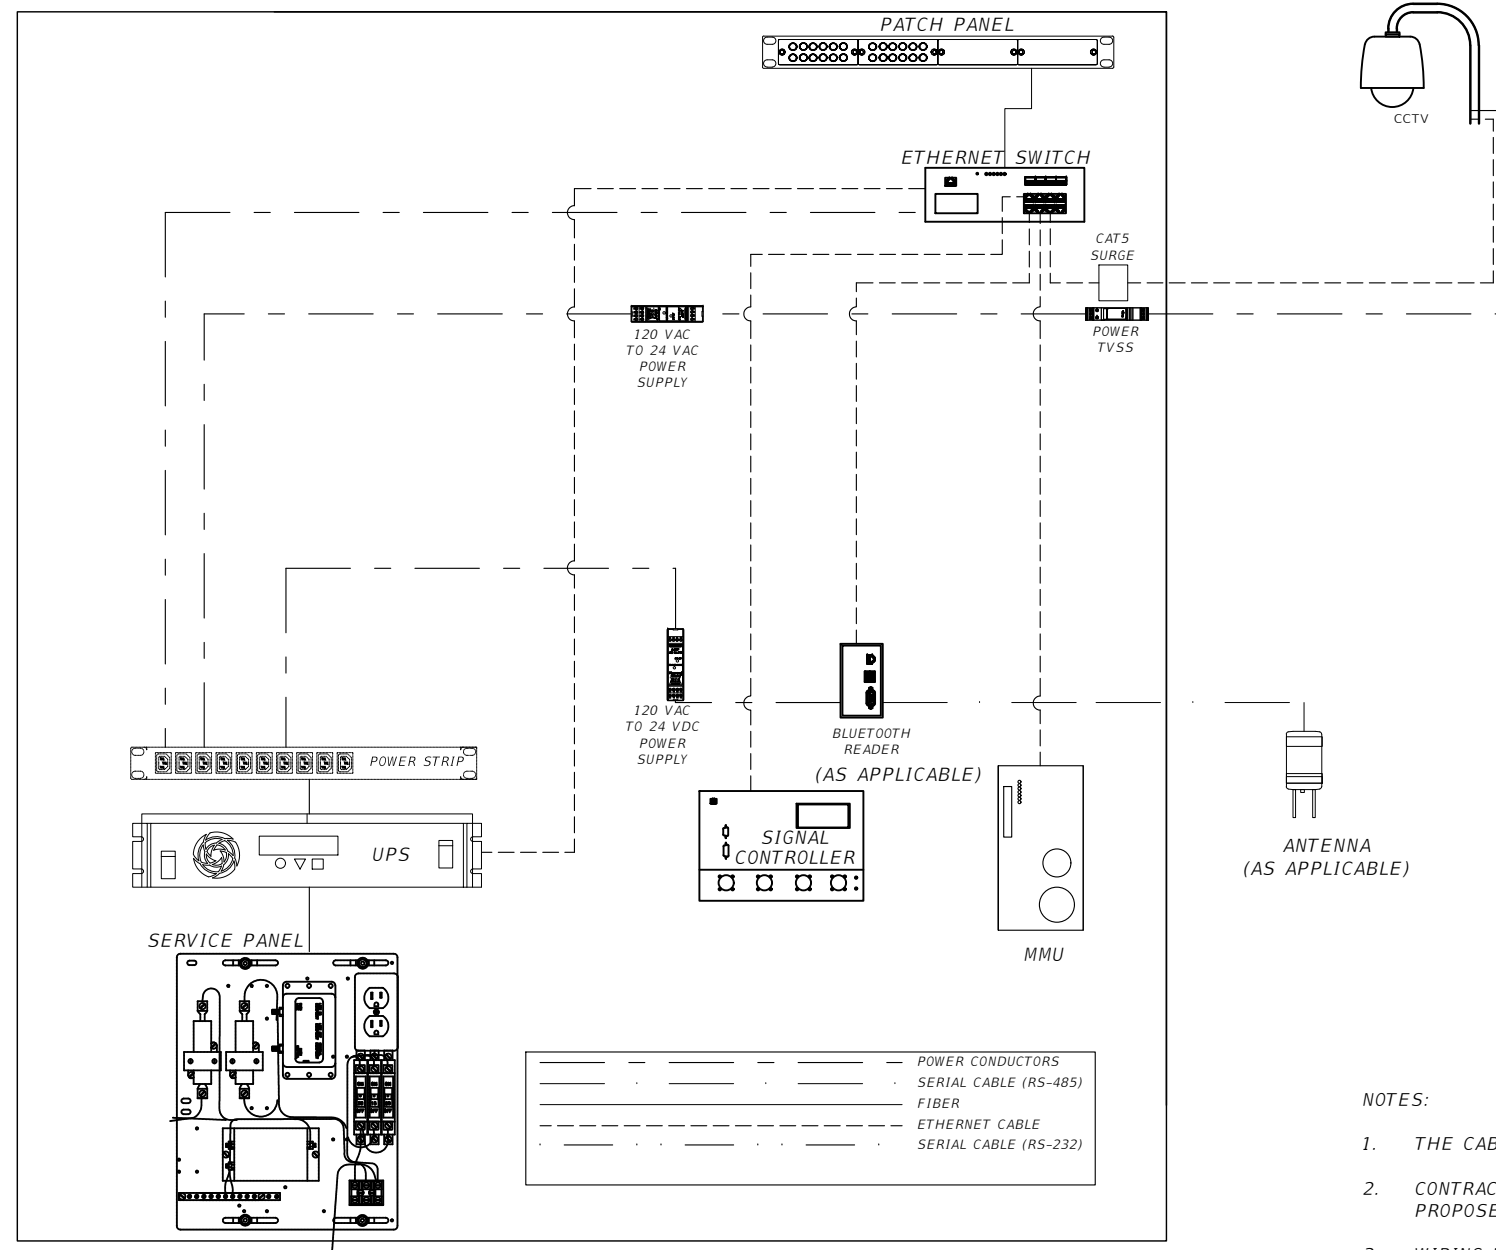 PATCH PANEL
CCTV
ETHERNET SWITCH
CAT5
SURGE
120 VAC
TO 24 VAC
POWER
SUPPLY
POWER
TVSS
120 VAC
TO 24 VDC
POWER
SUPPLY
BLUETOOTH
READER
(AS APPLICABLE)
POWER STRIP
UPS
SIGNAL
CONTROLLER
ANTENNA
(AS APPLICABLE)
SERVICE PANEL
MMU
POWER CONDUCTORS
SERIAL CABLE (RS-485)
FIBER
ETHERNET CABLE
SERIAL CABLE (RS-232)
NOTES:
1. THE CAB
2. CONTRAC
PROPOSE